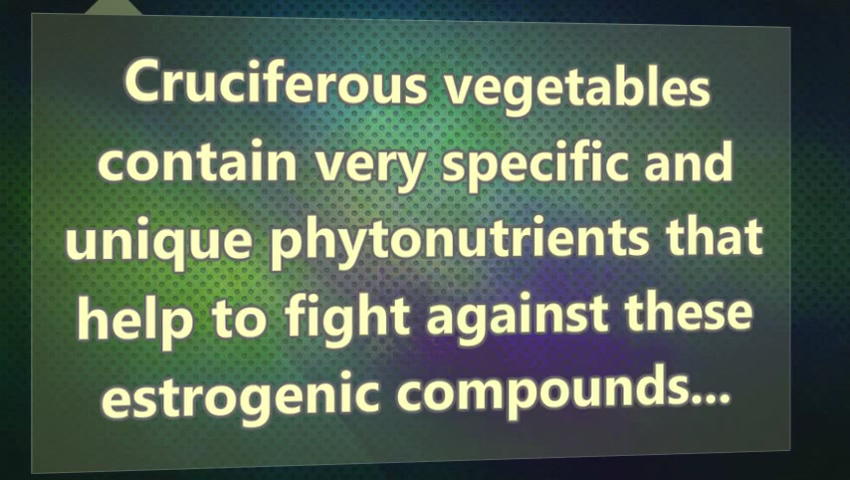 Cruciferous vegetables
contain very specific and
unique phytonutrients that
help to fight against these
estrogenic compounds...